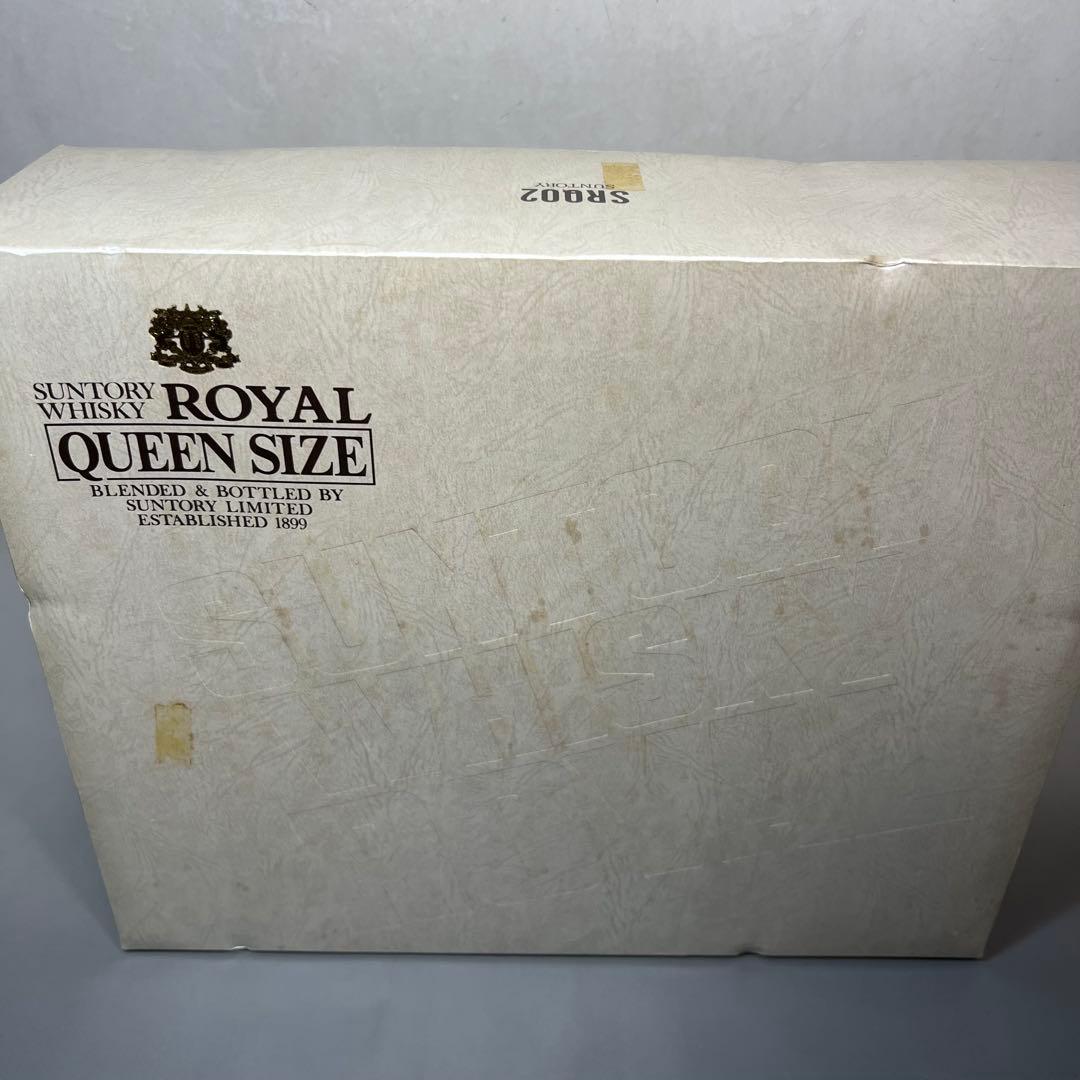 SUNTORY
SRQ02
SUNTORY
WHISKY
ROYAL
QUEEN SIZE
BLENDED & BOTTLED BY
SUNTORY LIMITED
ESTABLISHED 1899
SUNTORY
WHISKY